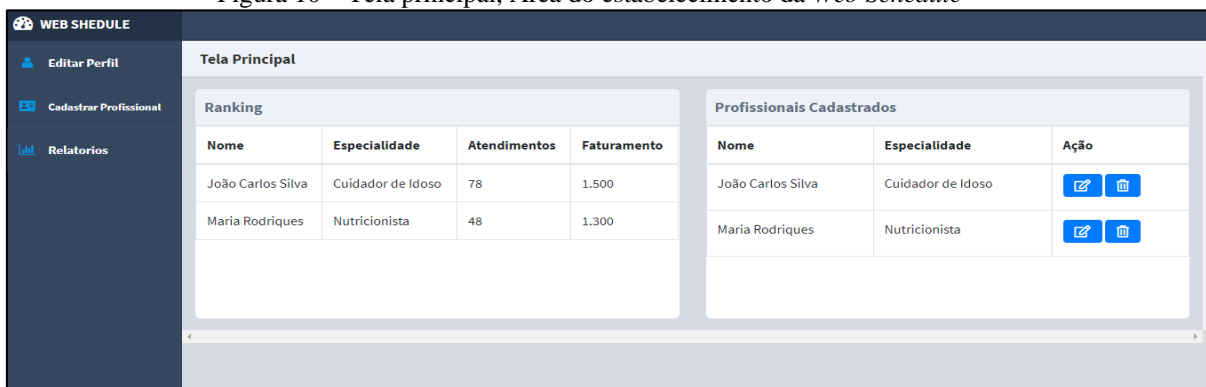 WEB SHEDULE
Editar Perfil
Cadastrar Profissional
Relatorios
Tela Principal
Ranking
Nome Especialidade Atendimentos Faturamento
João Carlos Silva Cuidador de Idoso 78 1.500
Maria Rodriques Nutricionista 48 1.300
Profissionais Cadastrados
Nome Especialidade Ação
João Carlos Silva Cuidador de Idoso
Maria Rodriques Nutricionista